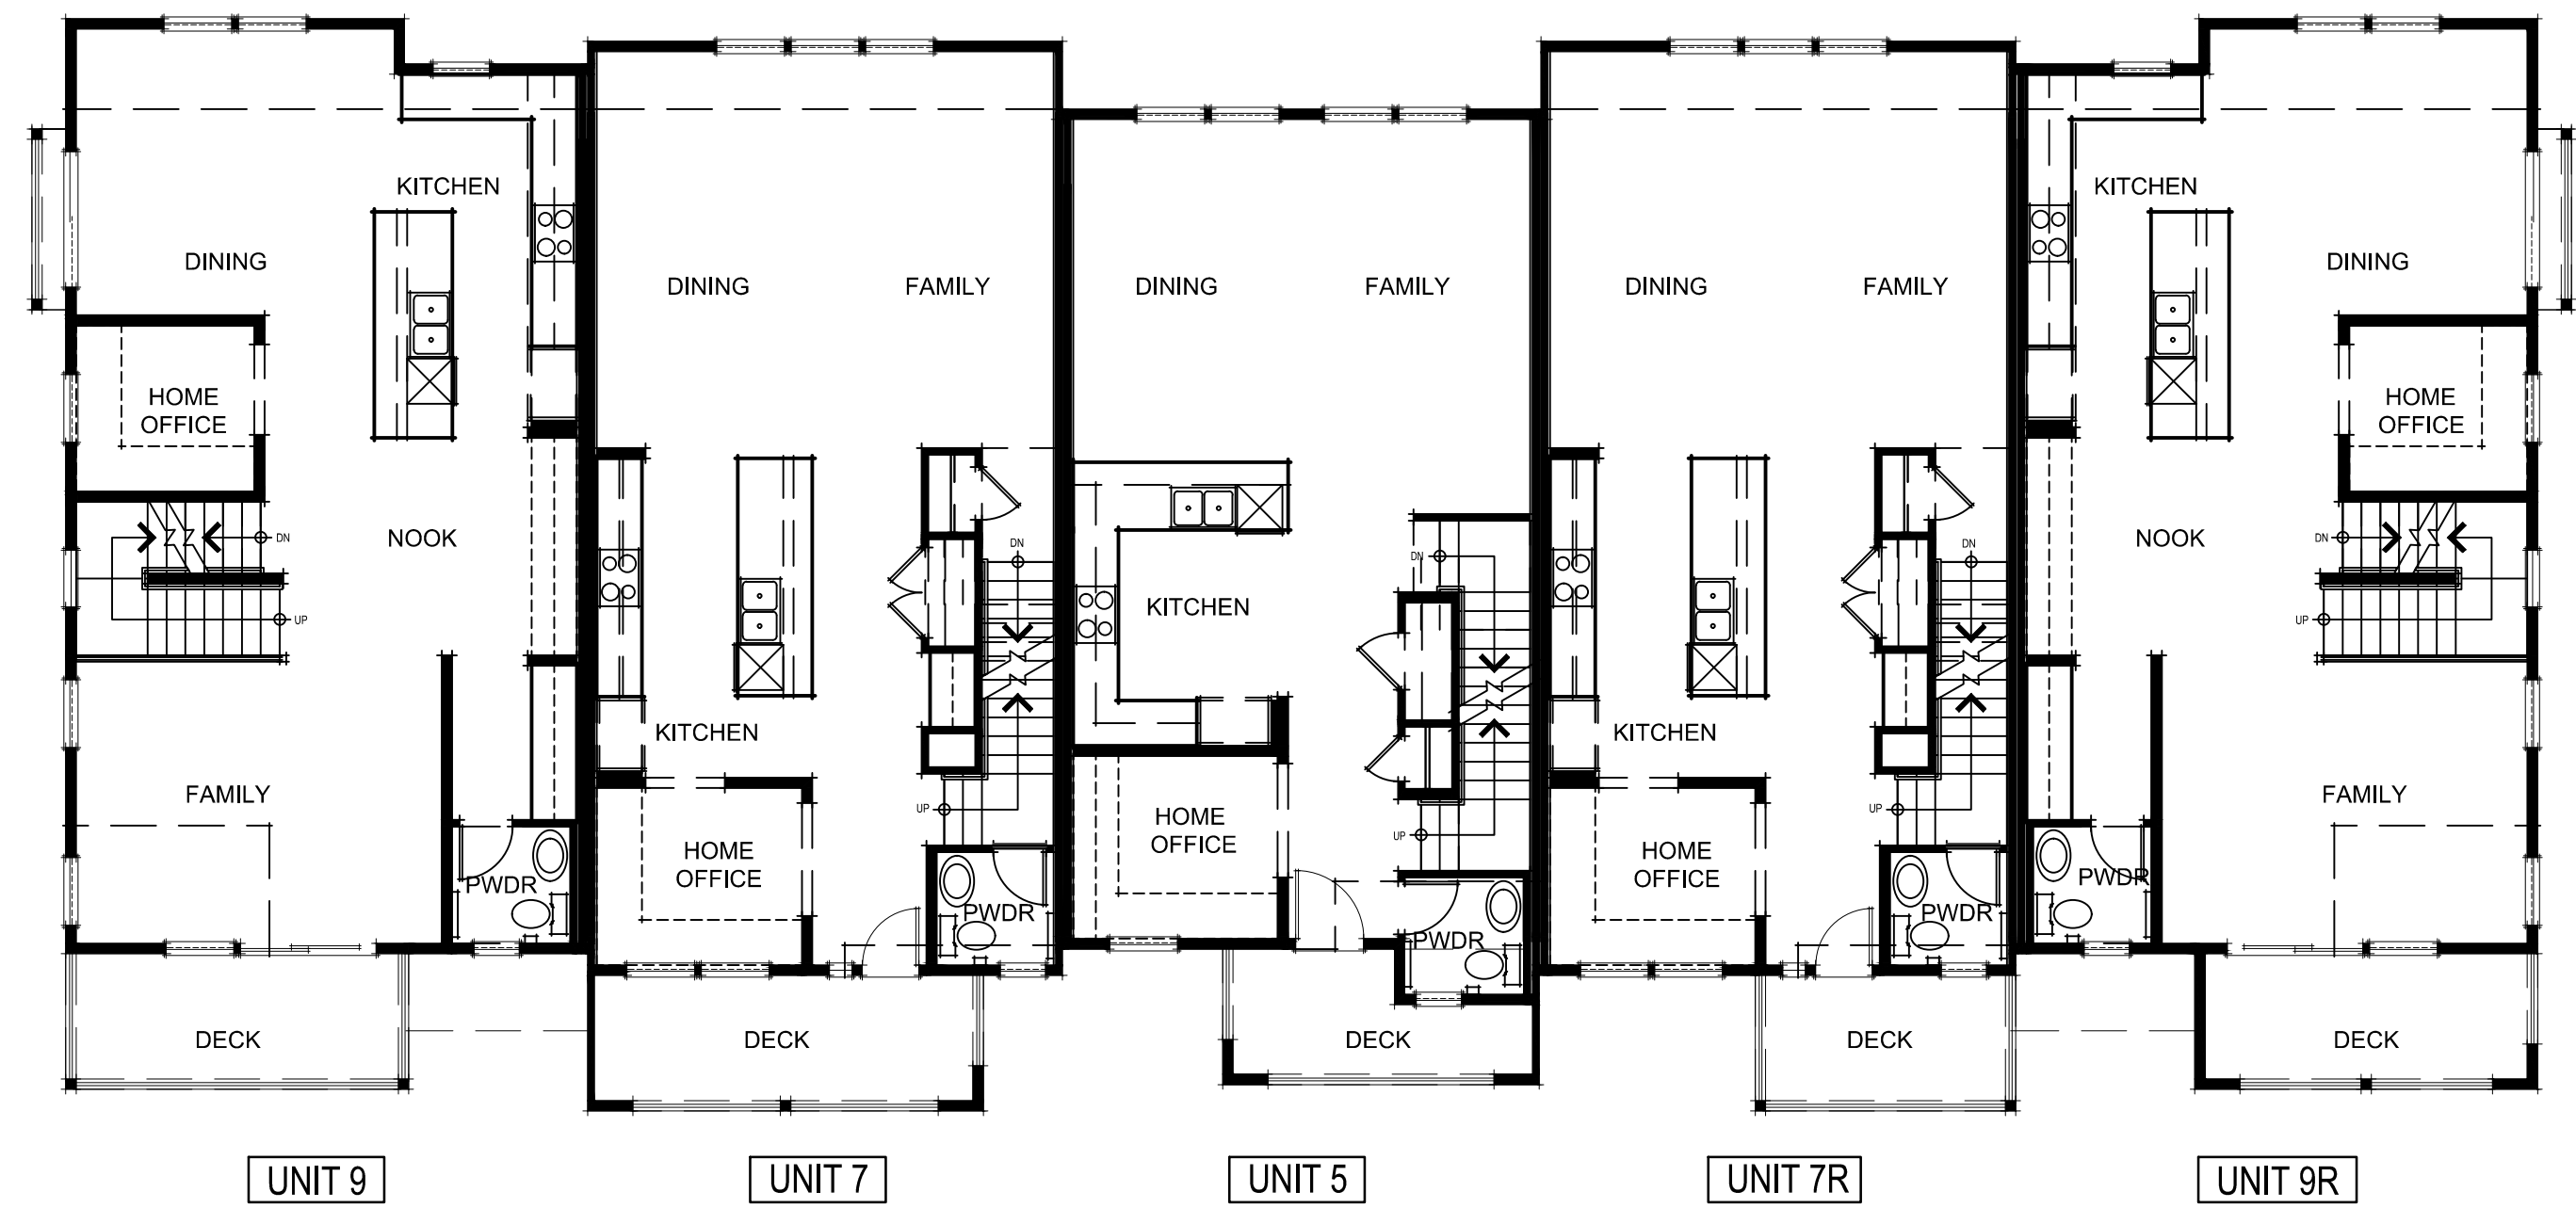 KITCHEN
DINING
HOME
OFFICE
DN
NOOK
UP
FAMILY
PWDR
DECK
UNIT 9
DINING
FAMILY
DN
KITCHEN
UP
HOME
OFFICE
PWDR
DECK
UNIT 7
DINING
FAMILY
DN
KITCHEN
HOME
OFFICE
UP
PWDR
DECK
UNIT 5
DINING
FAMILY
DN
KITCHEN
UP
HOME
OFFICE
PWDR
DECK
UNIT 7R
KITCHEN
DINING
HOME
OFFICE
NOOK
DN
UP
FAMILY
PWDR
DECK
UNIT 9R